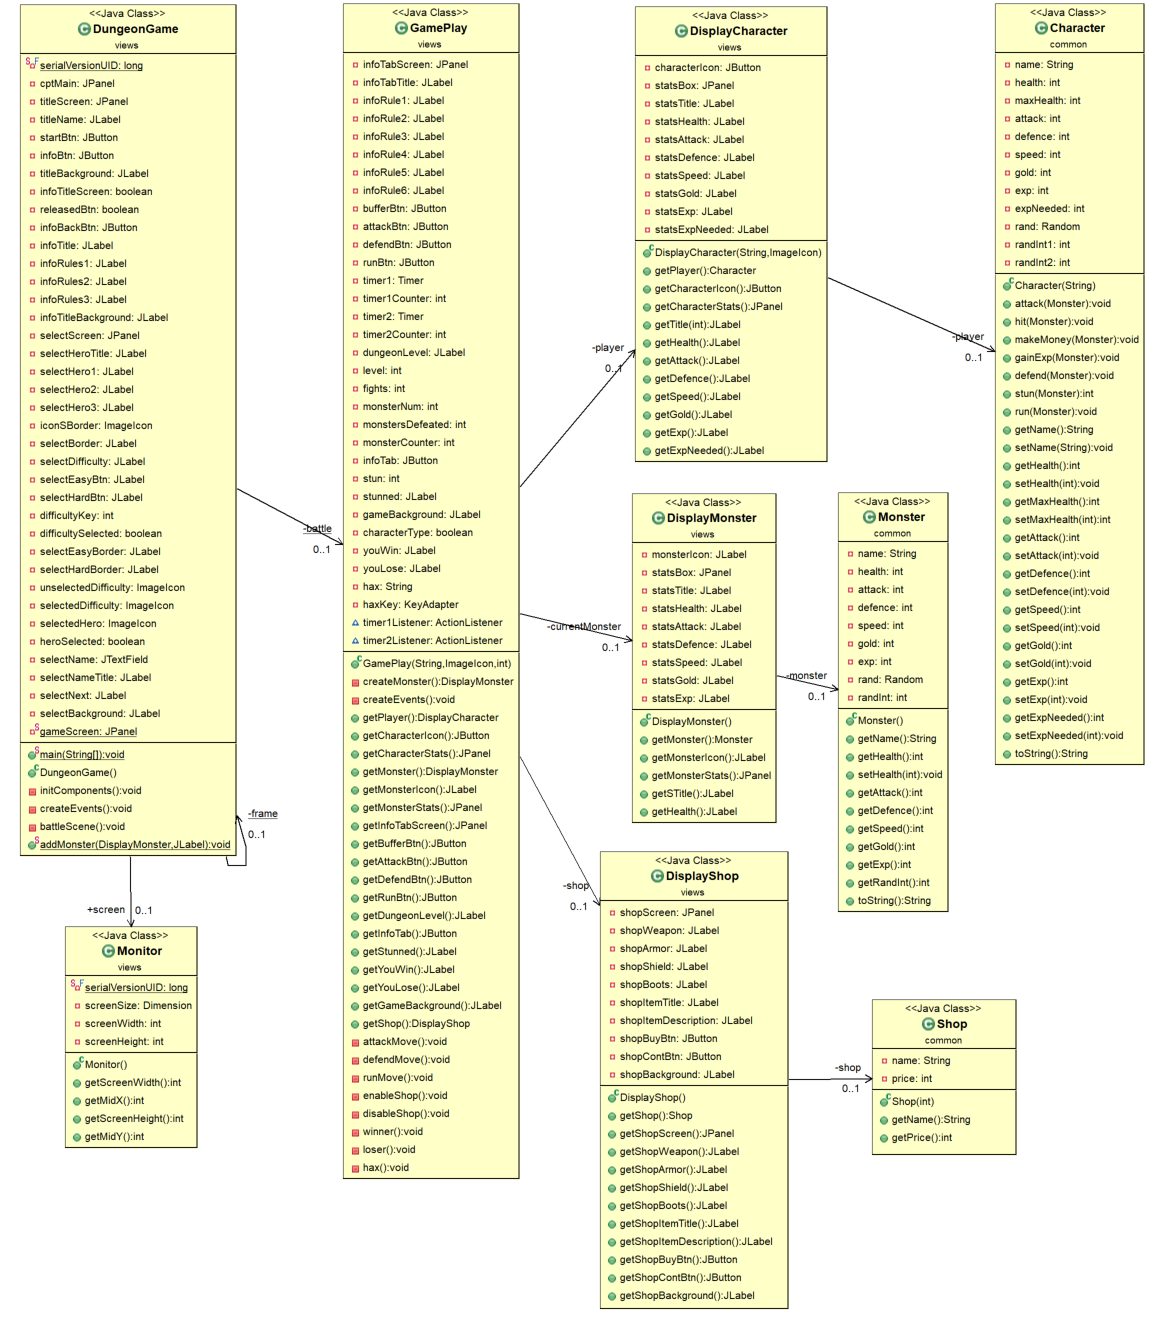 <<Java Class>>
DungeonGame
views
serialVersionUID: long
cptMain: JPanel
titleScreen: JPanel
titleName: JLabel
startBtn: JButton
infoBtn: JButton
titleBackground: JLabel
infoTitleScreen: boolean
releasedBtn: boolean
infoBackBtn: JButton
infoTitle: JLabel
infoRules1: JLabel
infoRules2: JLabel
infoRules3: JLabel
infoTitleBackground: JLabel
selectScreen: JPanel
selectHeroTitle: JLabel
selectHero1: JLabel
selectHero2: JLabel
selectHero3: JLabel
iconSBorder: ImageIcon
selectBorder: JLabel
selectDifficulty: JLabel
selectEasyBtn: JLabel
selectHardBtn: JLabel
difficultyKey: int
difficultySelected: boolean
selectEasyBorder: JLabel
selectHardBorder: JLabel
unselectedDifficulty: ImageIcon
selectedDifficulty: ImageIcon
selectedHero: ImageIcon
heroSelected: boolean
selectName: JTextField
selectNameTitle: JLabel
selectNext: JLabel
selectBackground: JLabel
gameScreen: JPanel
main(String[]):void
DungeonGame()
initComponents():void
createEvents():void
battleScene():void
addMonster(DisplayMonster,JLabel):void
-frame
0..1
+screen
0..1
<<Java Class>>
Monitor
views
serialVersionUID: long
screenSize: Dimension
screenWidth: int
screenHeight: int
Monitor()
getScreenWidth():int
getMidX():int
getScreenHeight():int
getMidY():int
-battle
0..1
<<Java Class>>
GamePlay
views
infoTabScreen: JPanel
infoTabTitle: JLabel
infoRule1: JLabel
infoRule2: JLabel
infoRule3: JLabel
infoRule4: JLabel
infoRule5: JLabel
infoRule6: JLabel
bufferBtn: JButton
attackBtn: JButton
defendBtn: JButton
runBtn: JButton
timer1: Timer
timer1Counter: int
timer2: Timer
timer2Counter: int
dungeonLevel: JLabel
level: int
fights: int
monsterNum: int
monstersDefeated: int
monsterCounter: int
infoTab: JButton
stun: int
stunned: JLabel
gameBackground: JLabel
characterType: boolean
youWin: JLabel
youLose: JLabel
hax: String
haxKey: KeyAdapter
timer1Listener: ActionListener
timer2Listener: ActionListener
GamePlay(String,ImageIcon,int)
createMonster():DisplayMonster
createEvents():void
getPlayer():DisplayCharacter
getCharacterIcon():JButton
getCharacterStats():JPanel
getMonster():DisplayMonster
getMonsterIcon():JLabel
getMonsterStats():JPanel
getInfoTabScreen():JPanel
getBufferBtn():JButton
getAttackBtn():JButton
getDefendBtn():JButton
getRunBtn():JButton
getDungeonLevel():JLabel
getInfoTab():JButton
getStunned():JLabel
getYouWin():JLabel
getYouLose():JLabel
getGameBackground():JLabel
getShop():DisplayShop
attackMove():void
defendMove():void
runMove():void
enableShop():void
disableShop():void
winner():void
loser():void
hax():void
-player
0..1
-currentMonster
0..1
-shop
0..1
<<Java Class>>
DisplayCharacter
views
characterIcon: JButton
statsBox: JPanel
statsTitle: JLabel
statsHealth: JLabel
statsAttack: JLabel
statsDefence: JLabel
statsSpeed: JLabel
statsGold: JLabel
statsExp: JLabel
statsExpNeeded: JLabel
DisplayCharacter(String,ImageIcon)
getPlayer():Character
getCharacterIcon():JButton
getCharacterStats():JPanel
getTitle(int):JLabel
getHealth():JLabel
getAttack():JLabel
getDefence():JLabel
getSpeed():JLabel
getGold():JLabel
getExp():JLabel
getExpNeeded():JLabel
-player
0..1
<<Java Class>>
Character
common
name: String
health: int
maxHealth: int
attack: int
defence: int
speed: int
gold: int
exp: int
expNeeded: int
rand: Random
randInt1: int
randInt2: int
Character(String)
attack(Monster):void
hit(Monster):void
makeMoney(Monster):void
gainExp(Monster):void
defend(Monster):void
stun(Monster):int
run(Monster):void
getName():String
setName(String):void
getHealth():int
setHealth(int):void
getMaxHealth():int
setMaxHealth(int):int
getAttack():int
setAttack(int):void
getDefence():int
setDefence(int):void
getSpeed():int
setSpeed(int):void
getGold():int
setGold(int):void
getExp():int
setExp(int):void
getExpNeeded():int
setExpNeeded(int):void
toString():String
<<Java Class>>
DisplayMonster
views
monsterIcon: JLabel
statsBox: JPanel
statsTitle: JLabel
statsHealth: JLabel
statsAttack: JLabel
statsDefence: JLabel
statsSpeed: JLabel
statsGold: JLabel
statsExp: JLabel
DisplayMonster()
getMonster():Monster
getMonsterIcon():JLabel
getMonsterStats():JPanel
getSTitle():JLabel
getHealth():JLabel
-monster
0..1
<<Java Class>>
Monster
common
name: String
health: int
attack: int
defence: int
speed: int
gold: int
exp: int
rand: Random
randInt: int
Monster()
getName():String
getHealth():int
setHealth(int):void
getAttack():int
getDefence():int
getSpeed():int
getGold():int
getExp():int
getRandInt():int
toString():String
<<Java Class>>
DisplayShop
views
shopScreen: JPanel
shopWeapon: JLabel
shopArmor: JLabel
shopShield: JLabel
shopBoots: JLabel
shopItemTitle: JLabel
shopItemDescription: JLabel
shopBuyBtn: JButton
shopContBtn: JButton
shopBackground: JLabel
DisplayShop()
getShop():Shop
getShopScreen():JPanel
getShopWeapon():JLabel
getShopArmor():JLabel
getShopShield():JLabel
getShopBoots():JLabel
getShopItemTitle():JLabel
getShopItemDescription():JLabel
getShopBuyBtn():JButton
getShopContBtn():JButton
getShopBackground():JLabel
-shop
0..1
<<Java Class>>
Shop
common
name: String
price: int
Shop(int)
getName():String
getPrice():int